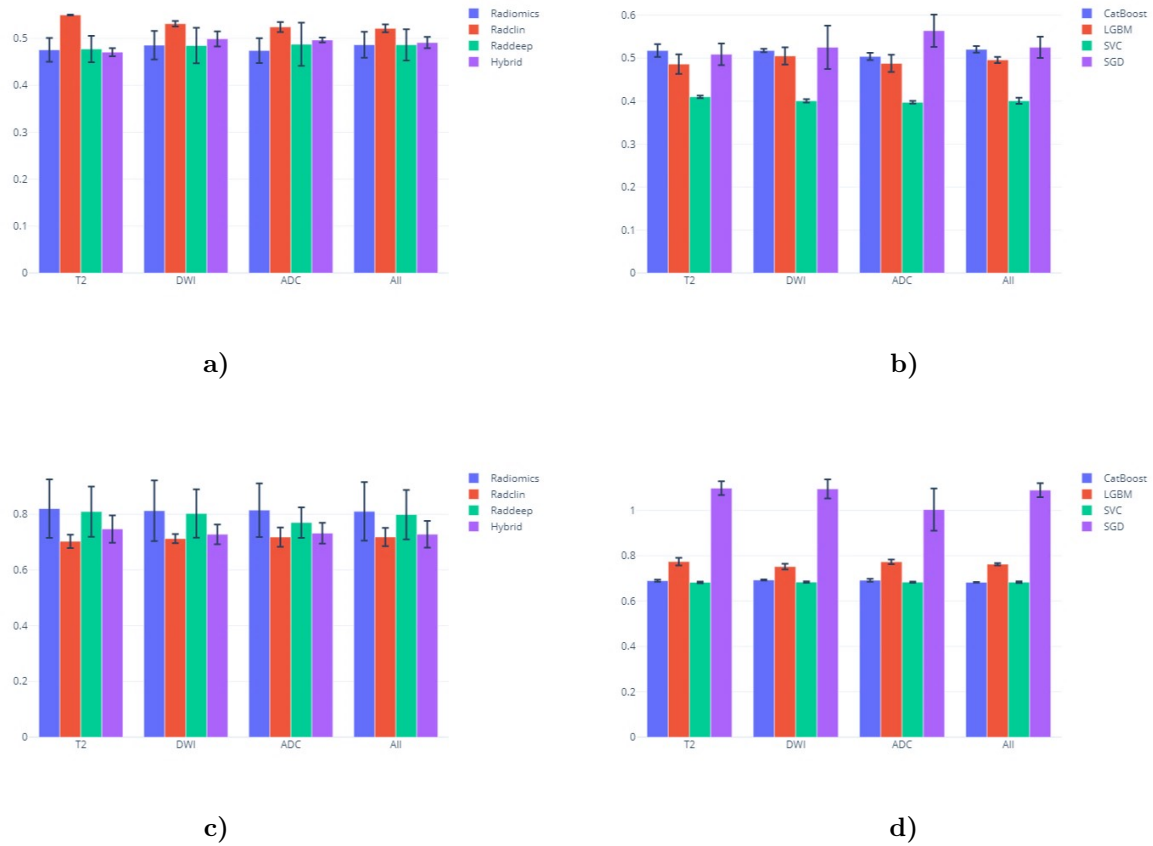 Radiomics
Radclin
Raddeep
Hybrid
0.5
0.4
0.3
0.2
0.1
0
T2 DWI ADC All
a)
CatBoost
LGBM
SVC
SGD
0.6
0.5
0.4
0.3
0.2
0.1
0
T2 DWI ADC All
b)
Radiomics
Radclin
Raddeep
Hybrid
0.8
0.6
0.4
0.2
0
T2 DWI ADC All
c)
CatBoost
LGBM
SVC
SGD
1
0.8
0.6
0.4
0.2
0
T2 DWI ADC All
d)